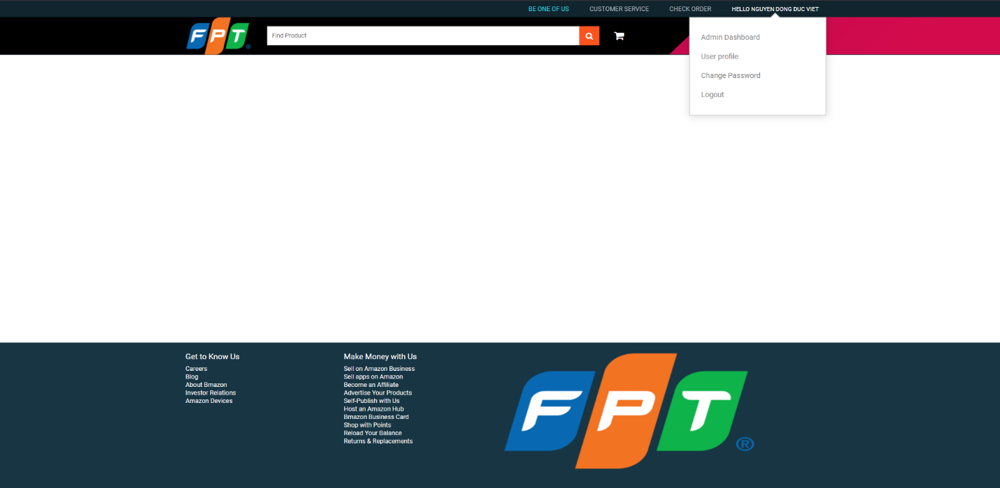 BE ONE OF US CUSTOMER SERVICE CHECK ORDER HELLO NGUYEN DONG DUC VIET
FPT®
Find Product
Admin Dashboard
User profile
Change Password
Logout
Get to Know Us
Careers
Blog
About Bmazon
Investor Relations
Amazon Devices
Make Money with Us
Sell on Amazon Business
Sell apps on Amazon
Become an Affiliate
Advertise Your Products
Self-Publish with Us
Host an Amazon Hub
Bmazon Business Card
Shop with Points
Reload Your Balance
Returns & Replacements
FPT®